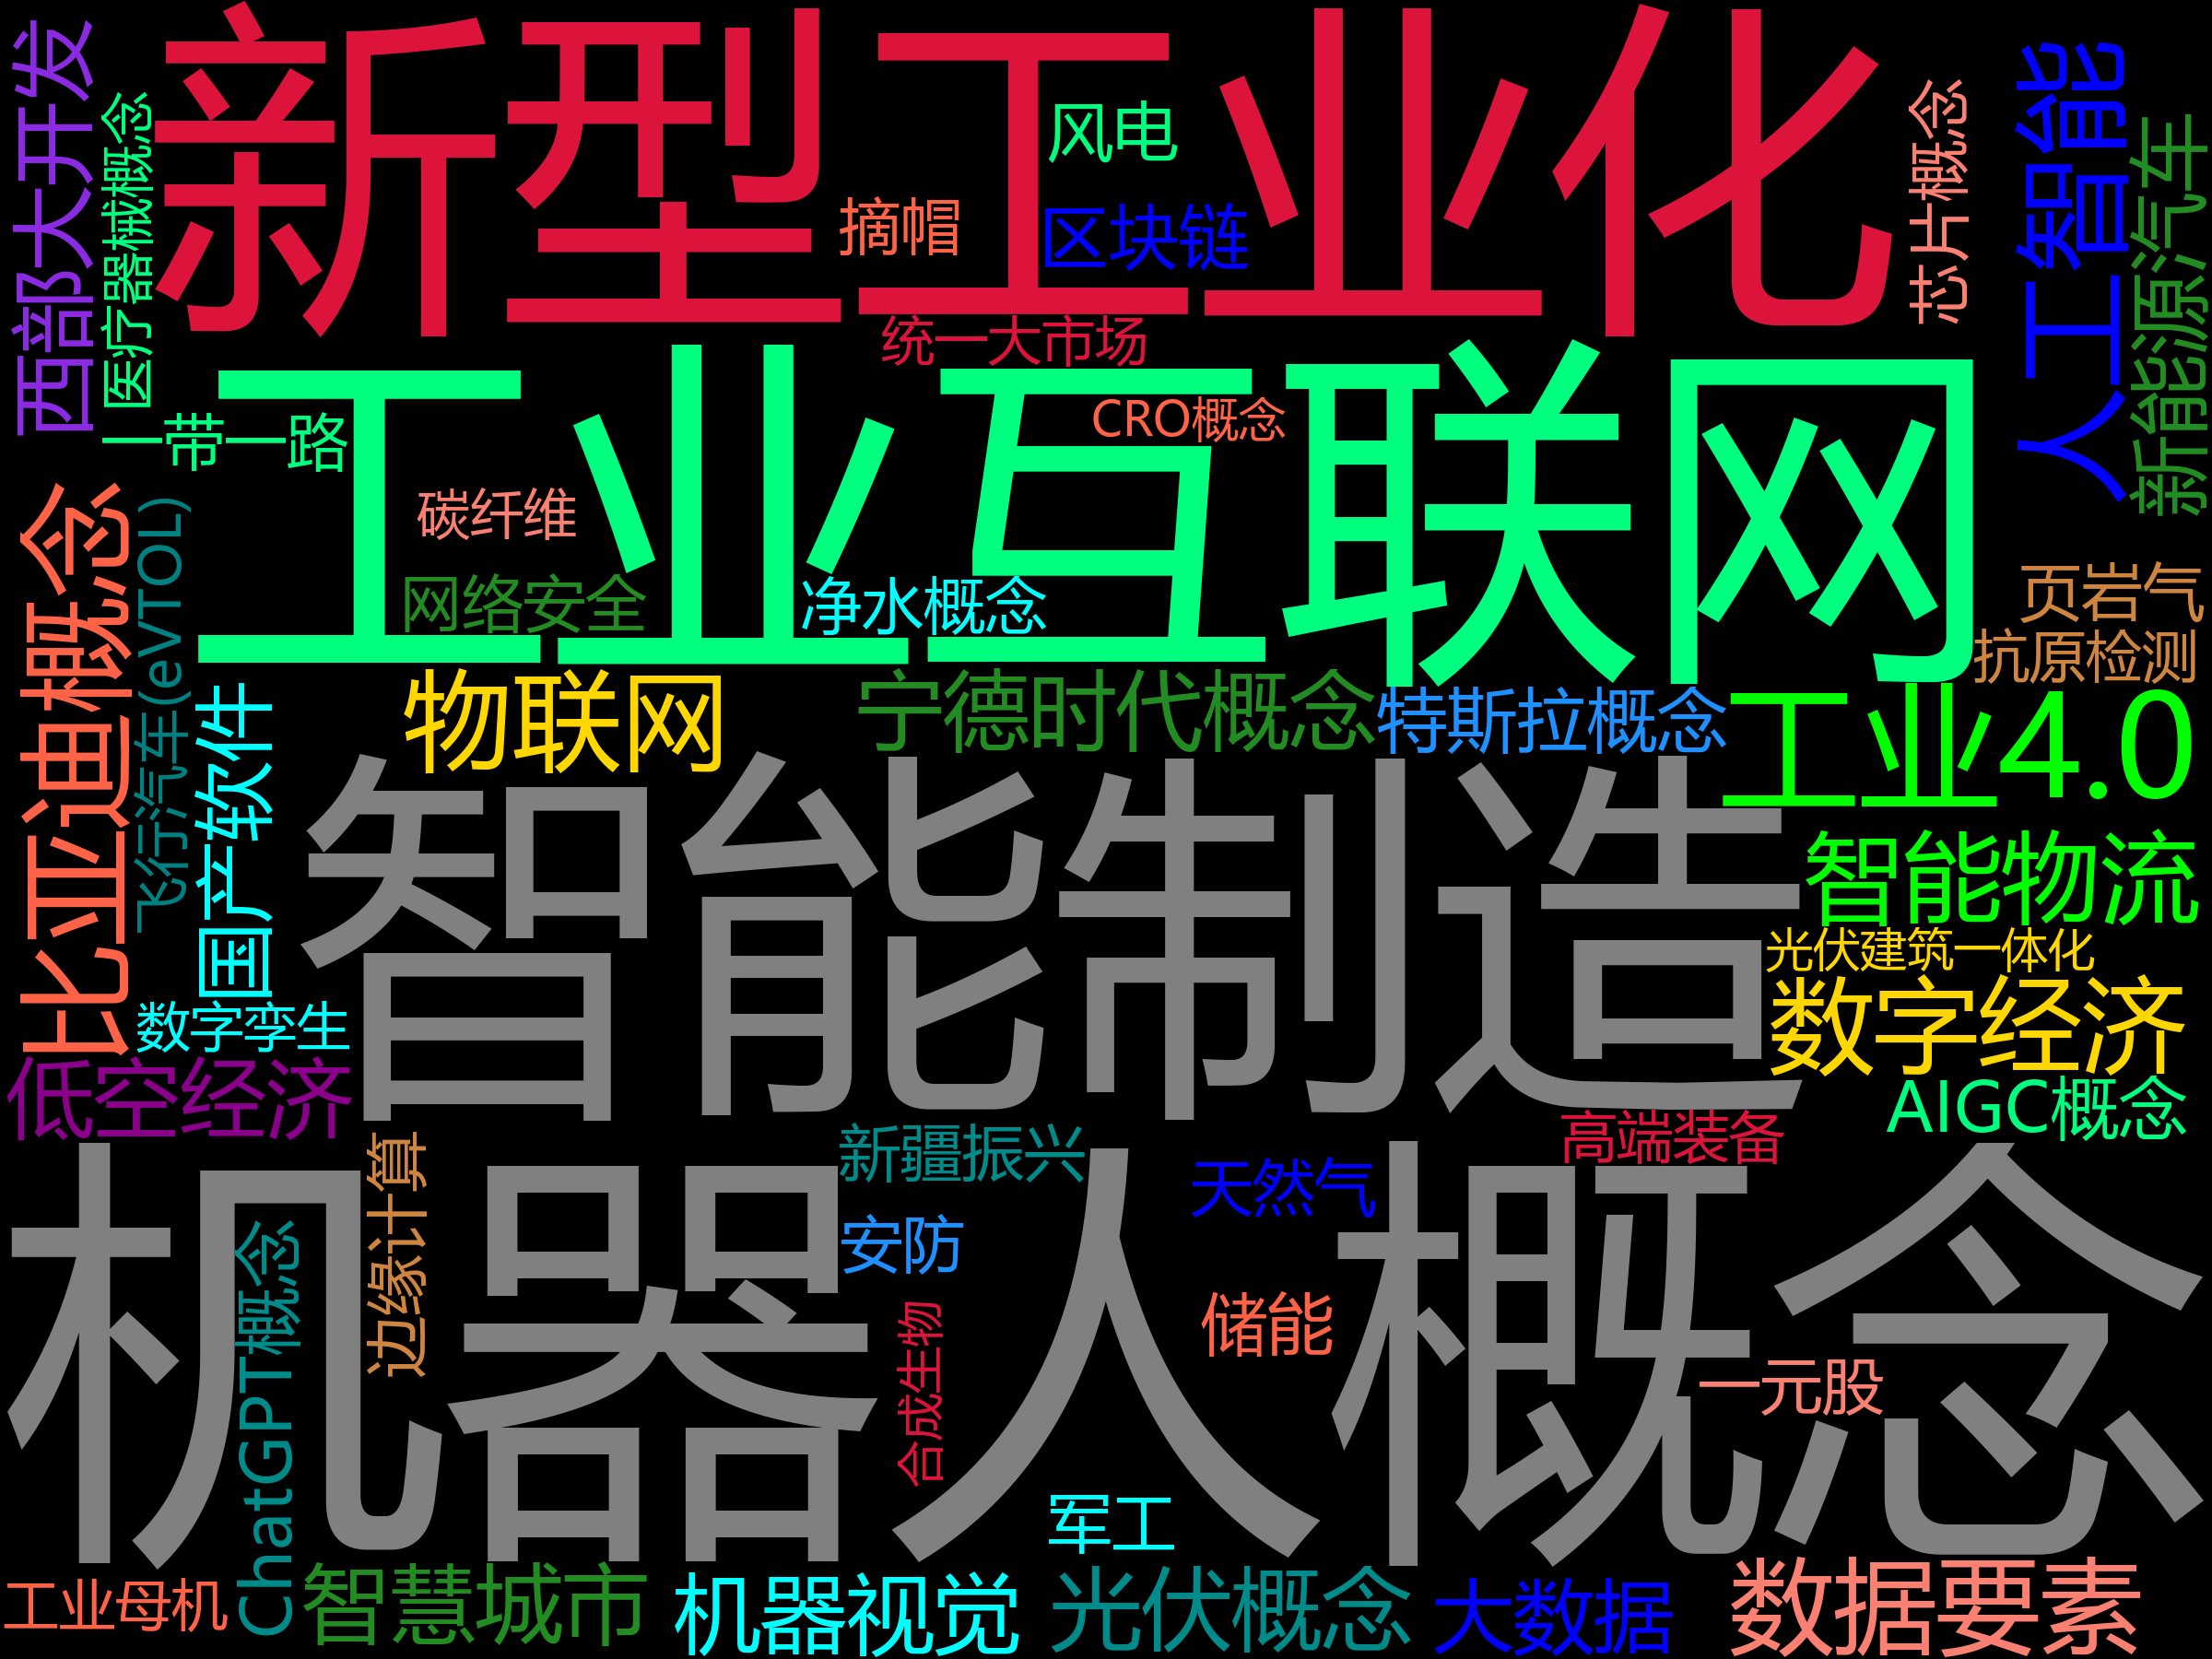 新型工业化
西部大开发
医疗器械概念
风电
摘帽
区块链
芯片概念
人工智能
新能源汽车
统一大市场
工业互联网
CRO概念
一带一路
碳纤维
网络安全
净水概念
比亚迪概念
飞行汽车(eVTOL)
国产软件
页岩气
抗原检测
物联网
宁德时代概念
特斯拉概念
工业4.0
智能制造
智能物流
光伏建筑一体化
数字经济
数字孪生
低空经济
AIGC概念
高端装备
新疆振兴
天然气
边缘计算
机器人概念
安防
ChatGPT概念
储能
合成生物
一元股
军工
工业母机
智慧城市
机器视觉
光伏概念
大数据
数据要素